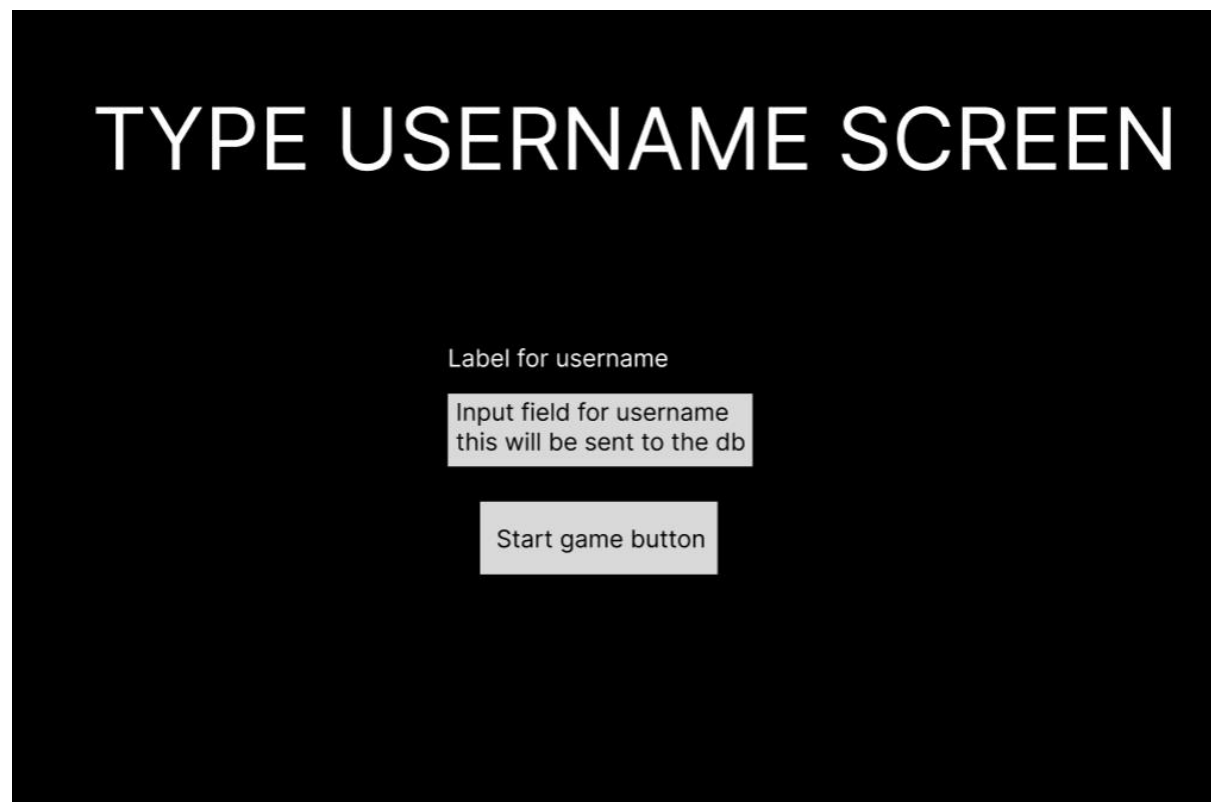 TYPE USERNAME SCREEN
Label for username
Input field for username
this will be sent to the db
Start game button